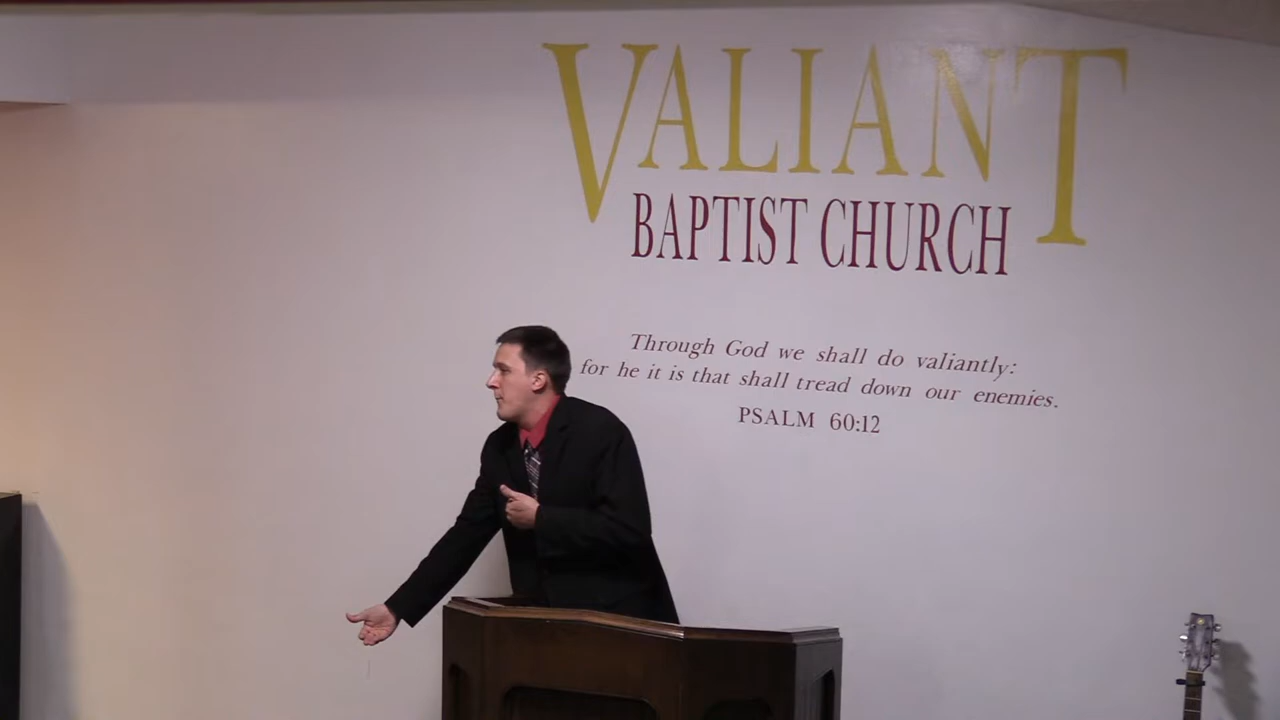 VALIANT
BAPTIST CHURCH
Through God we shall do valiantly:
for he it is that shall tread down our enemies.
PSALM 60:12